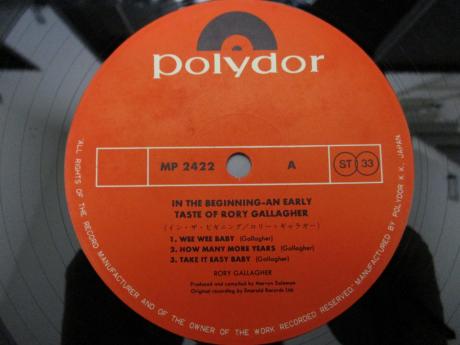 polydor
MP 2422
A
ST 33
IN THE BEGINNING-AN EARLY
TASTE OF RORY GALLAGHER
(イン・ザ・ビギニング／ロリー・ギャラガー)
1. WEE WEE BABY (Gallagher)
2. HOW MANY MORE YEARS (Gallagher)
3. TAKE IT EASY BABY (Gallagher)
RORY GALLAGHER
Produced and compiled by Mervyn Solomon
Original recording by Emerald Records Ltd
"ALL RIGHTS OF THE RECORD MANUFACTURER AND OF THE OWNER OF THE WORK RECORDED RESERVED" MANUFACTURED BY POLYDOR K.K. JAPAN